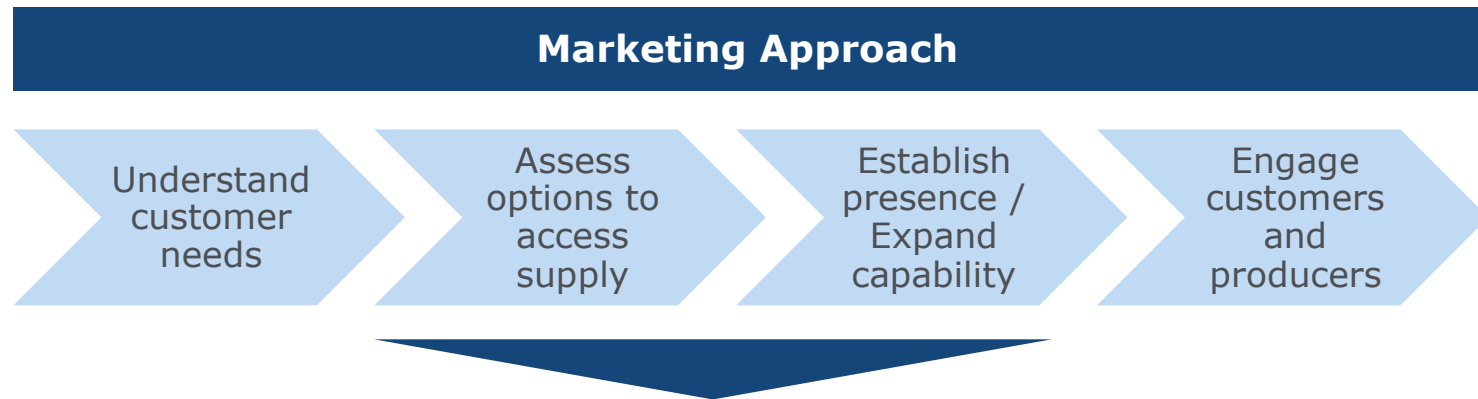 Marketing Approach
Understand
customer
needs
Assess
options to
access
supply
Establish
presence /
Expand
capability
Engage
customers
and
producers